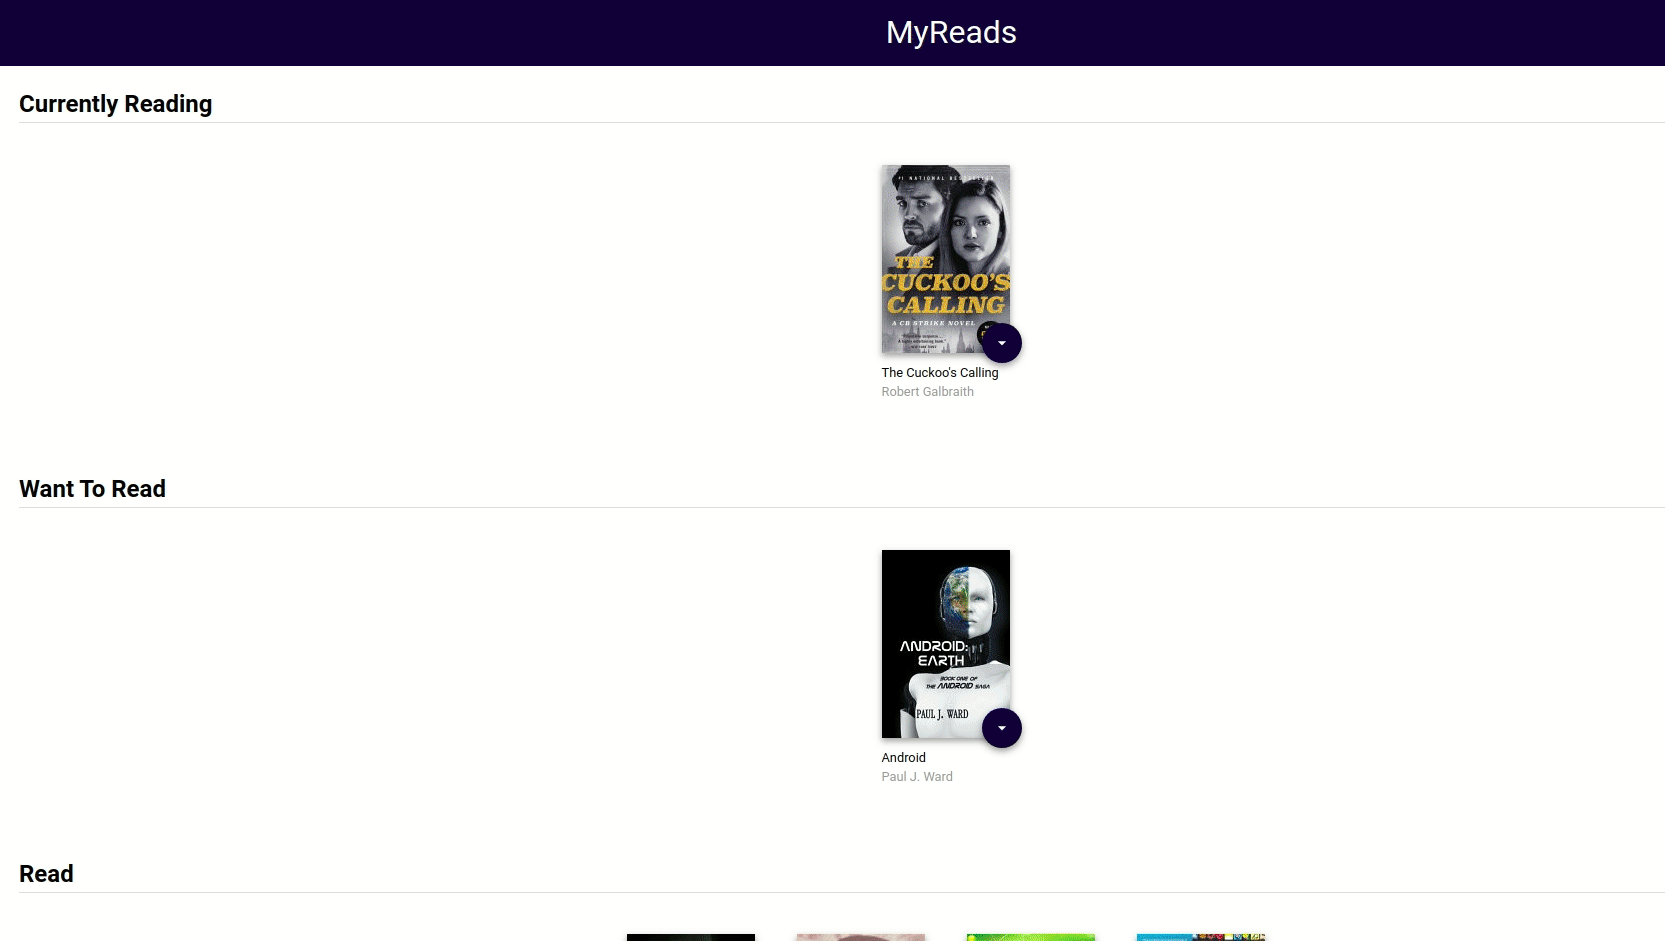 MyReads
Currently Reading
#1 NATIONAL BESTSELLER
THE
CUCKOO'S
CALLING
A CB STRIKE NOVEL
The Cuckoo's Calling
Robert Galbraith
Want To Read
ANDROID:
EARTH
BOOK ONE OF
THE ANDROID SAGA
PAUL J. WARD
Android
Paul J. Ward
Read